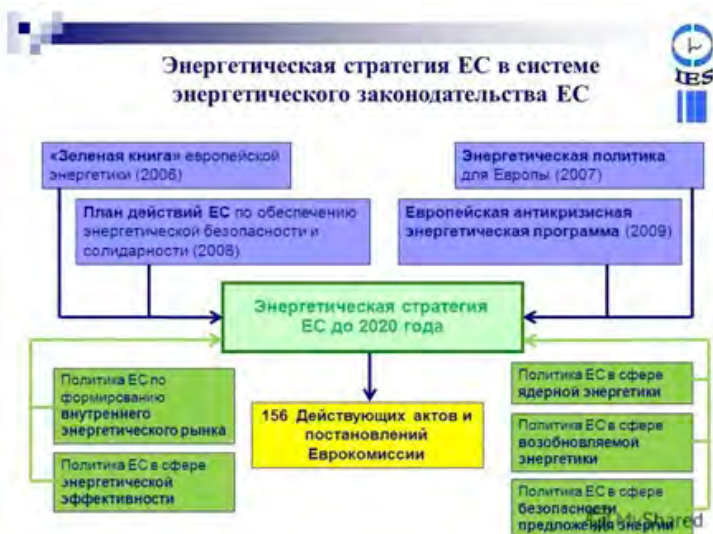 Энергетическая стратегия ЕС в системе
энергетического законодательства ЕС
IES
«Зеленая книга» европейской
энергетики (2006)
Энергетическая политика
для Европы (2007)
План действий ЕС по обеспечению
энергетической безопасности и
солидарности (2008)
Европейская антикризисная
энергетическая программа (2009)
Энергетическая стратегия
ЕС до 2020 года
Политика ЕС по
формированию
внутреннего
энергетического рынка
Политика ЕС в сфере
энергетической
эффективности
156 Действующих актов и
постановлений
Еврокомиссии
Политика ЕС в сфере
ядерной энергетики
Политика ЕС в сфере
возобновляемой
энергетики
Политика ЕС в сфере
безопасности
предложения энергии
MyShared